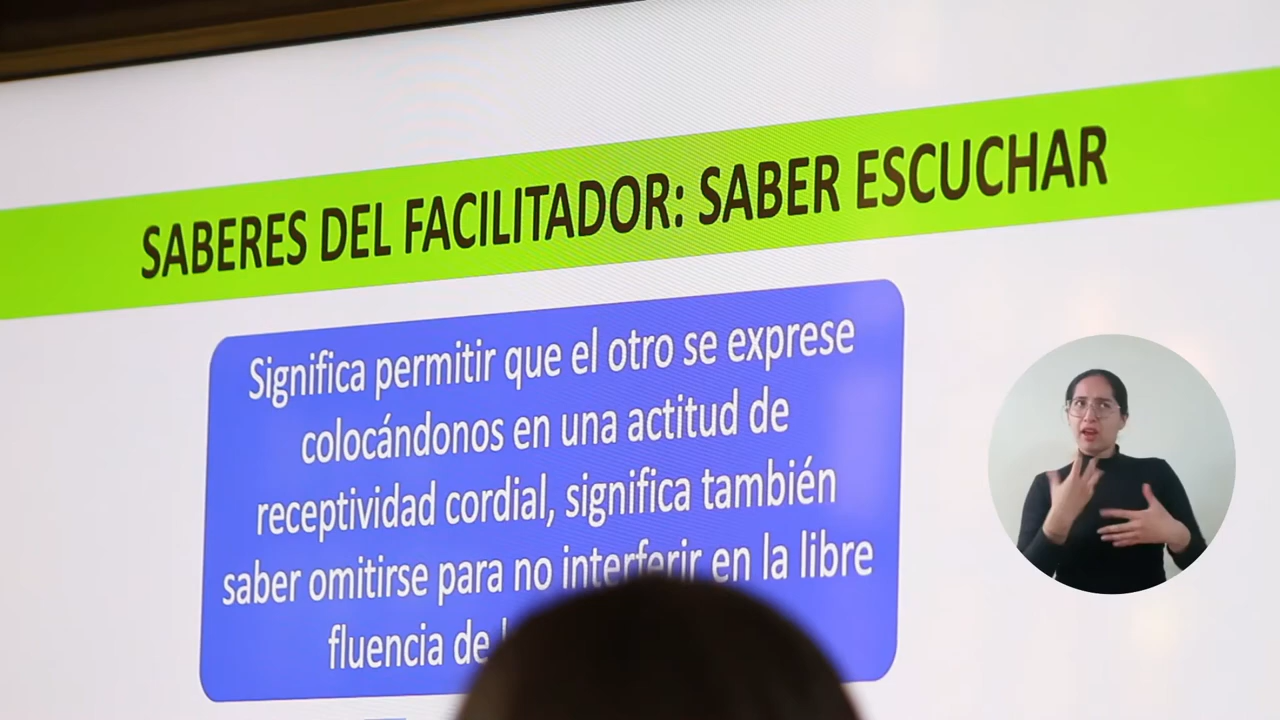 SABERES DEL FACILITADOR: SABER ESCUCHAR
Significa permitir que el otro se exprese
colocándonos en una actitud de
receptividad cordial, significa también
saber omitirse para no interferir en la libre
fluencia de